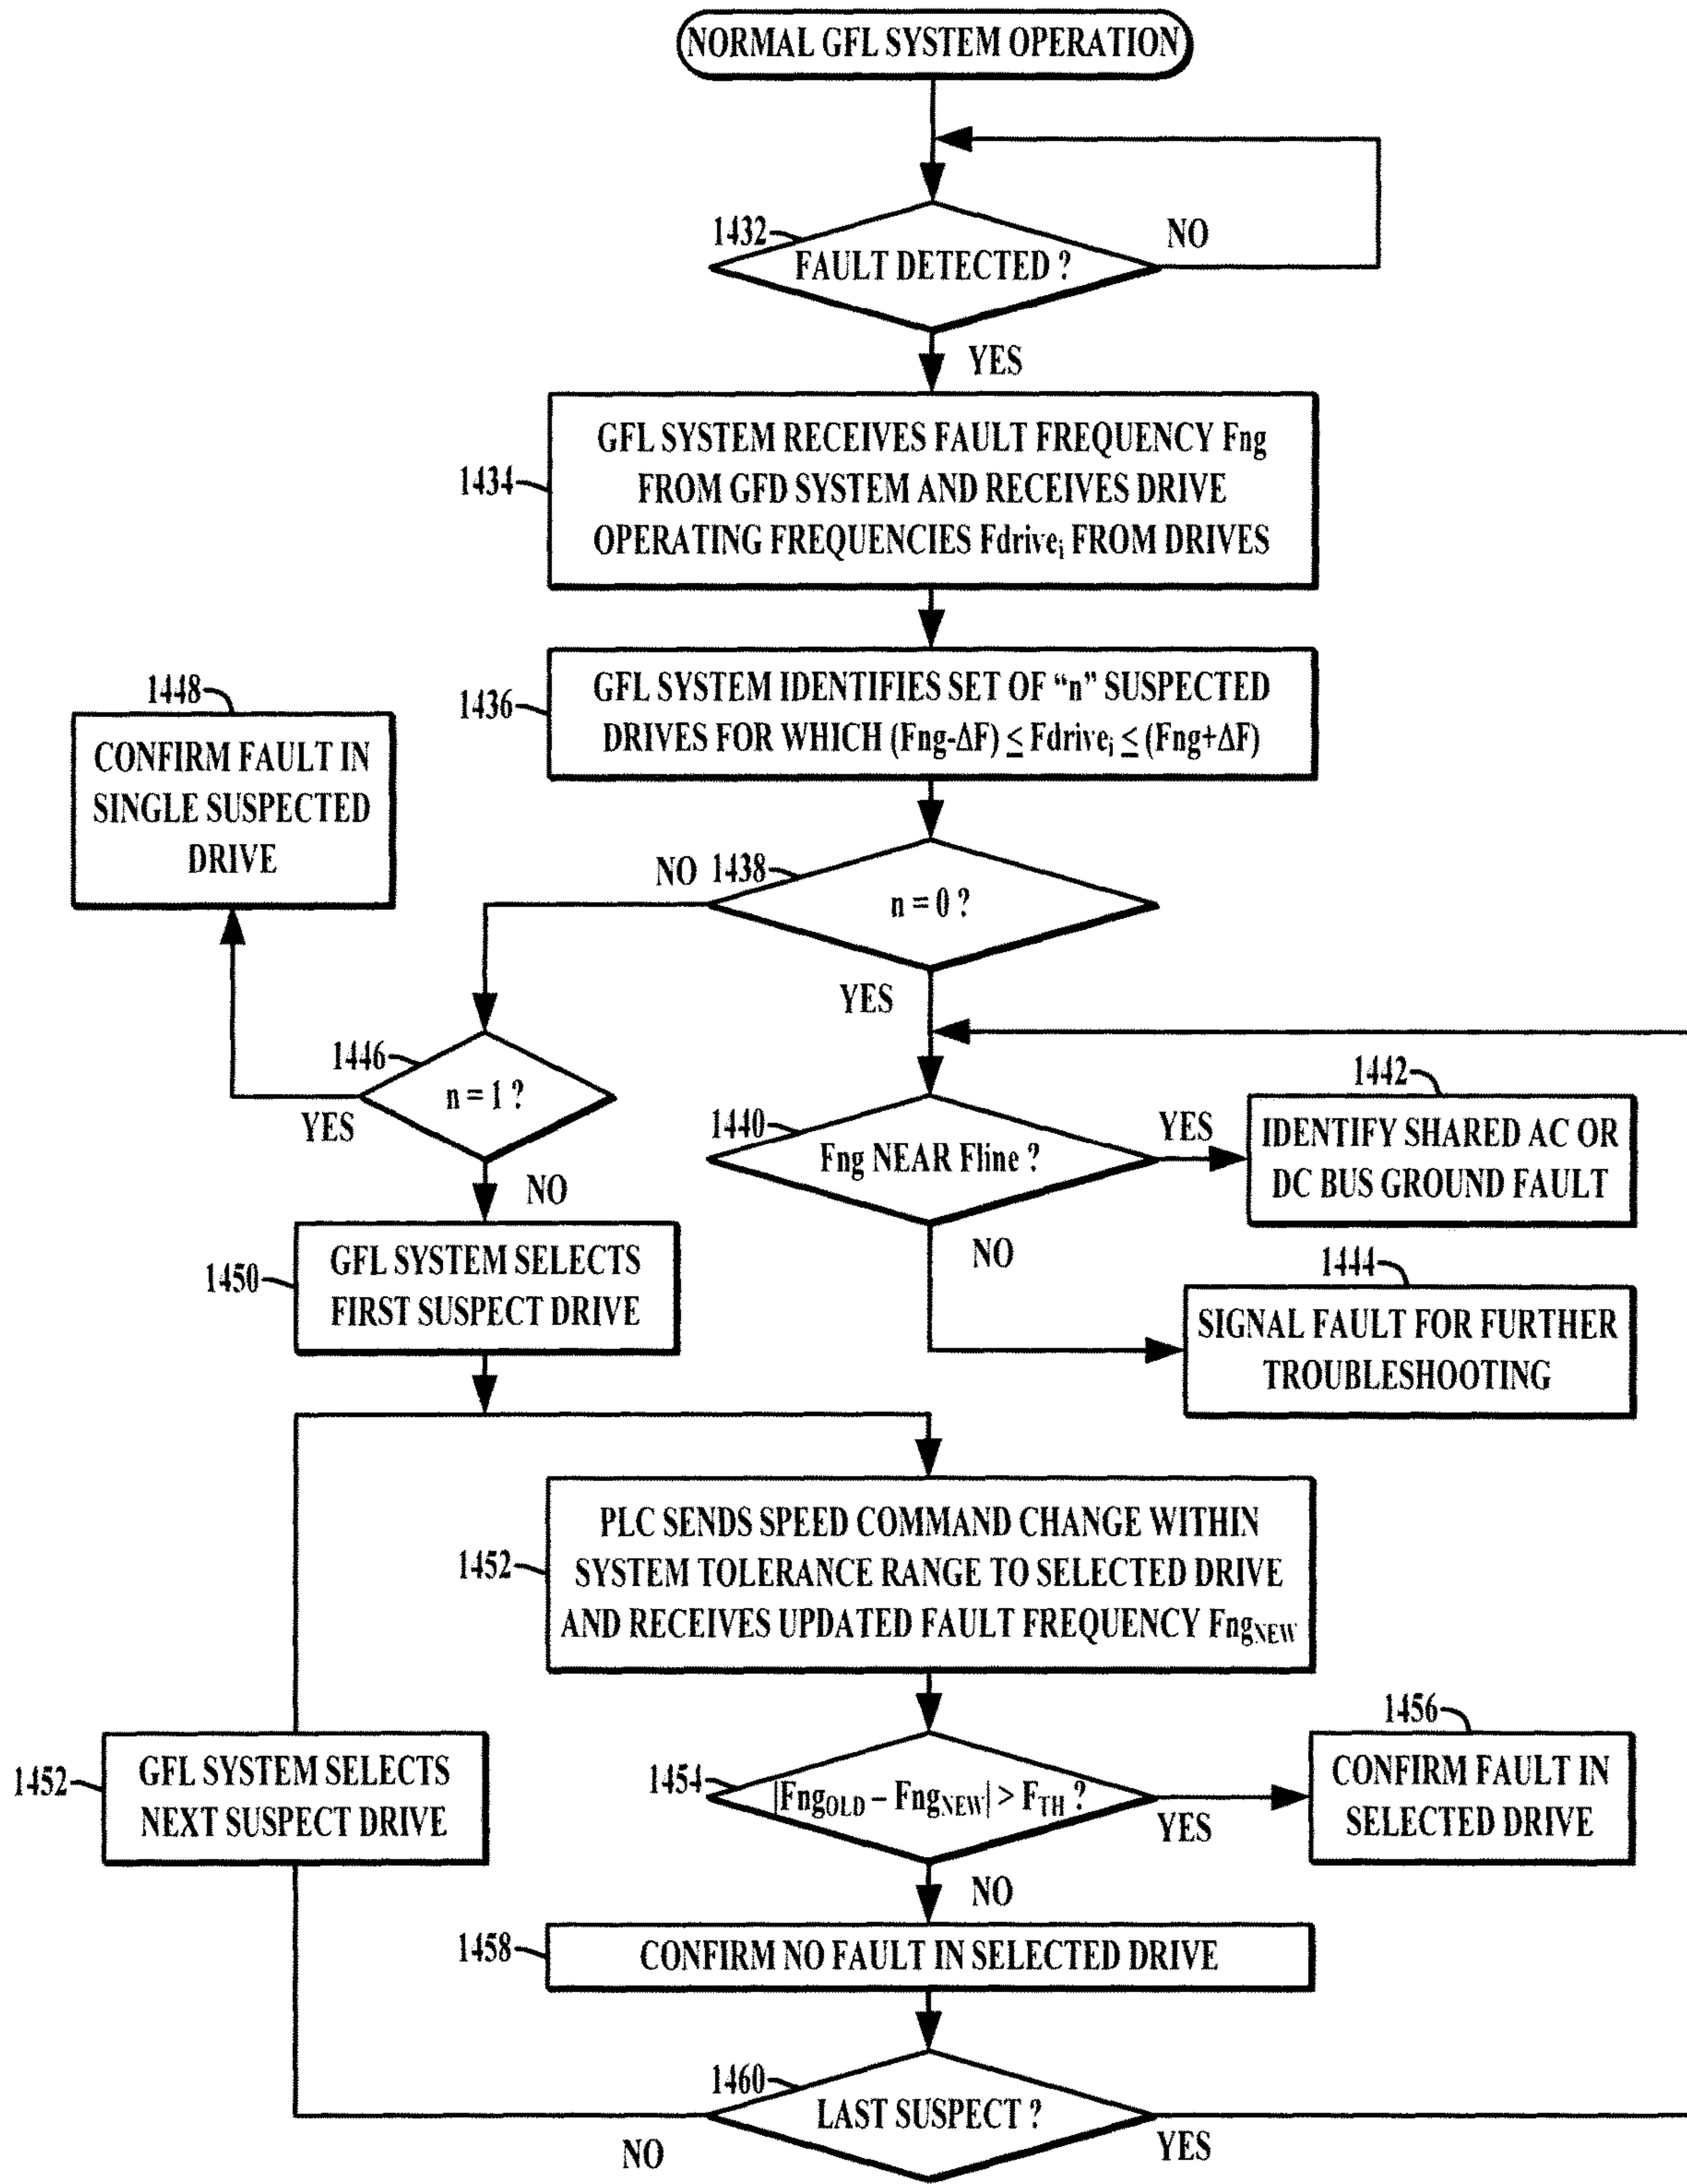 NORMAL GFL SYSTEM OPERATION
1432
FAULT DETECTED ?
NO
YES
1434
GFL SYSTEM RECEIVES FAULT FREQUENCY Fng
FROM GFD SYSTEM AND RECEIVES DRIVE
OPERATING FREQUENCIES Fdriveᵢ FROM DRIVES
1436
GFL SYSTEM IDENTIFIES SET OF “n” SUSPECTED
DRIVES FOR WHICH (Fng-ΔF) ≤ Fdriveᵢ ≤ (Fng+ΔF)
1448
CONFIRM FAULT IN
SINGLE SUSPECTED
DRIVE
NO
1438
n = 0 ?
YES
1446
n = 1 ?
YES
NO
1440
Fng NEAR Fline ?
YES
NO
1442
IDENTIFY SHARED AC OR
DC BUS GROUND FAULT
1444
SIGNAL FAULT FOR FURTHER
TROUBLESHOOTING
1450
GFL SYSTEM SELECTS
FIRST SUSPECT DRIVE
1452
PLC SENDS SPEED COMMAND CHANGE WITHIN
SYSTEM TOLERANCE RANGE TO SELECTED DRIVE
AND RECEIVES UPDATED FAULT FREQUENCY FngNEW
1452
GFL SYSTEM SELECTS
NEXT SUSPECT DRIVE
1454
|FngOLD – FngNEW| > FTH ?
YES
NO
1456
CONFIRM FAULT IN
SELECTED DRIVE
1458
CONFIRM NO FAULT IN SELECTED DRIVE
1460
LAST SUSPECT ?
NO
YES